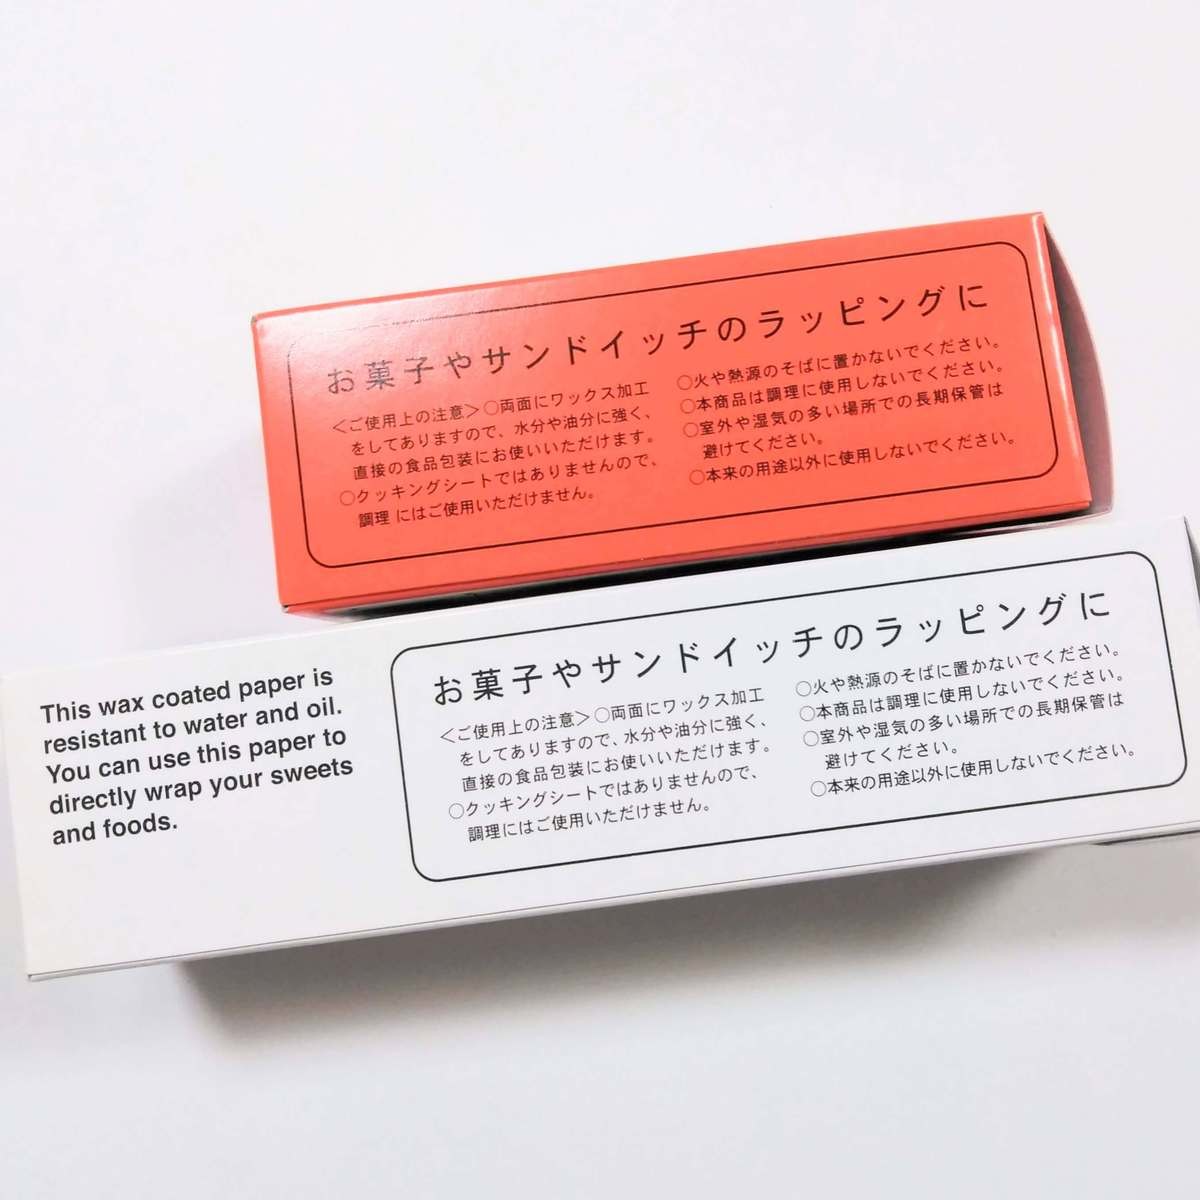 お菓子やサンドイッチのラッピングに
＜ご使用上の注意＞○両面にワックス加工
をしてありますので、水分や油分に強く、
直接の食品包装にお使いいただけます。
○クッキングシートではありませんので、
調理 にはご使用いただけません。
○火や熱源のそばに置かないでください。
○本商品は調理に使用しないでください。
○室外や湿気の多い場所での長期保管は
避けてください。
○本来の用途以外に使用しないでください。
This wax coated paper is
resistant to water and oil.
You can use this paper to
directly wrap your sweets
and foods.
お菓子やサンドイッチのラッピングに
＜ご使用上の注意＞○両面にワックス加工
をしてありますので、水分や油分に強く、
直接の食品包装にお使いいただけます。
○クッキングシートではありませんので、
調理にはご使用いただけません。
○火や熱源のそばに置かないでください。
○本商品は調理に使用しないでください。
○室外や湿気の多い場所での長期保管は
避けてください。
○本来の用途以外に使用しないでください。